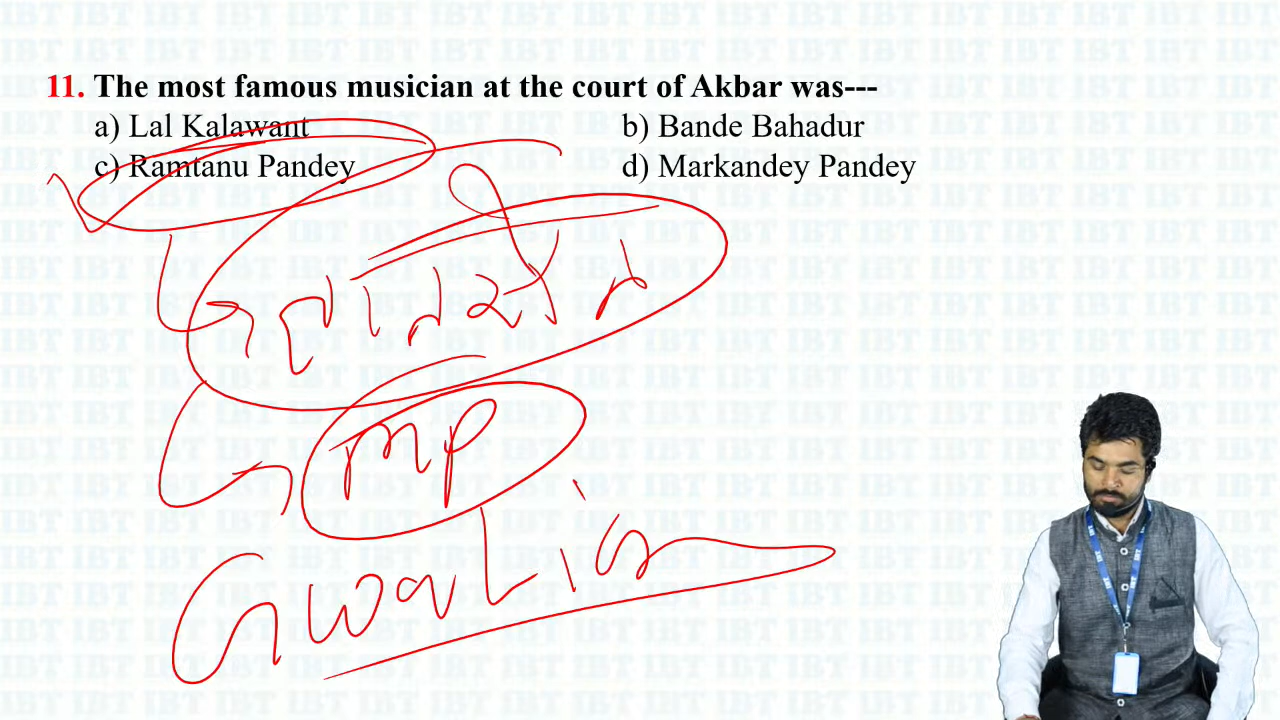 11. The most famous musician at the court of Akbar was---
a) Lal Kalawant
b) Bande Bahadur
c) Ramtanu Pandey
d) Markandey Pandey
MP
Gwalior